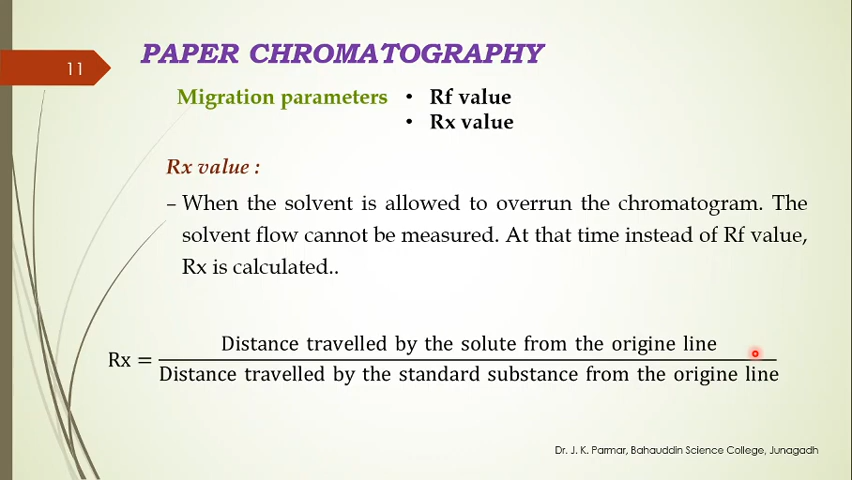 PAPER CHROMATOGRAPHY
11
Migration parameters • Rf value
• Rx value
Rx value :
– When the solvent is allowed to overrun the chromatogram. The
solvent flow cannot be measured. At that time instead of Rf value,
Rx is calculated..
Distance travelled by the solute from the origine line
Rx =
Distance travelled by the standard substance from the origine line
Dr. J. K. Parmar, Bahauddin Science College, Junagadh